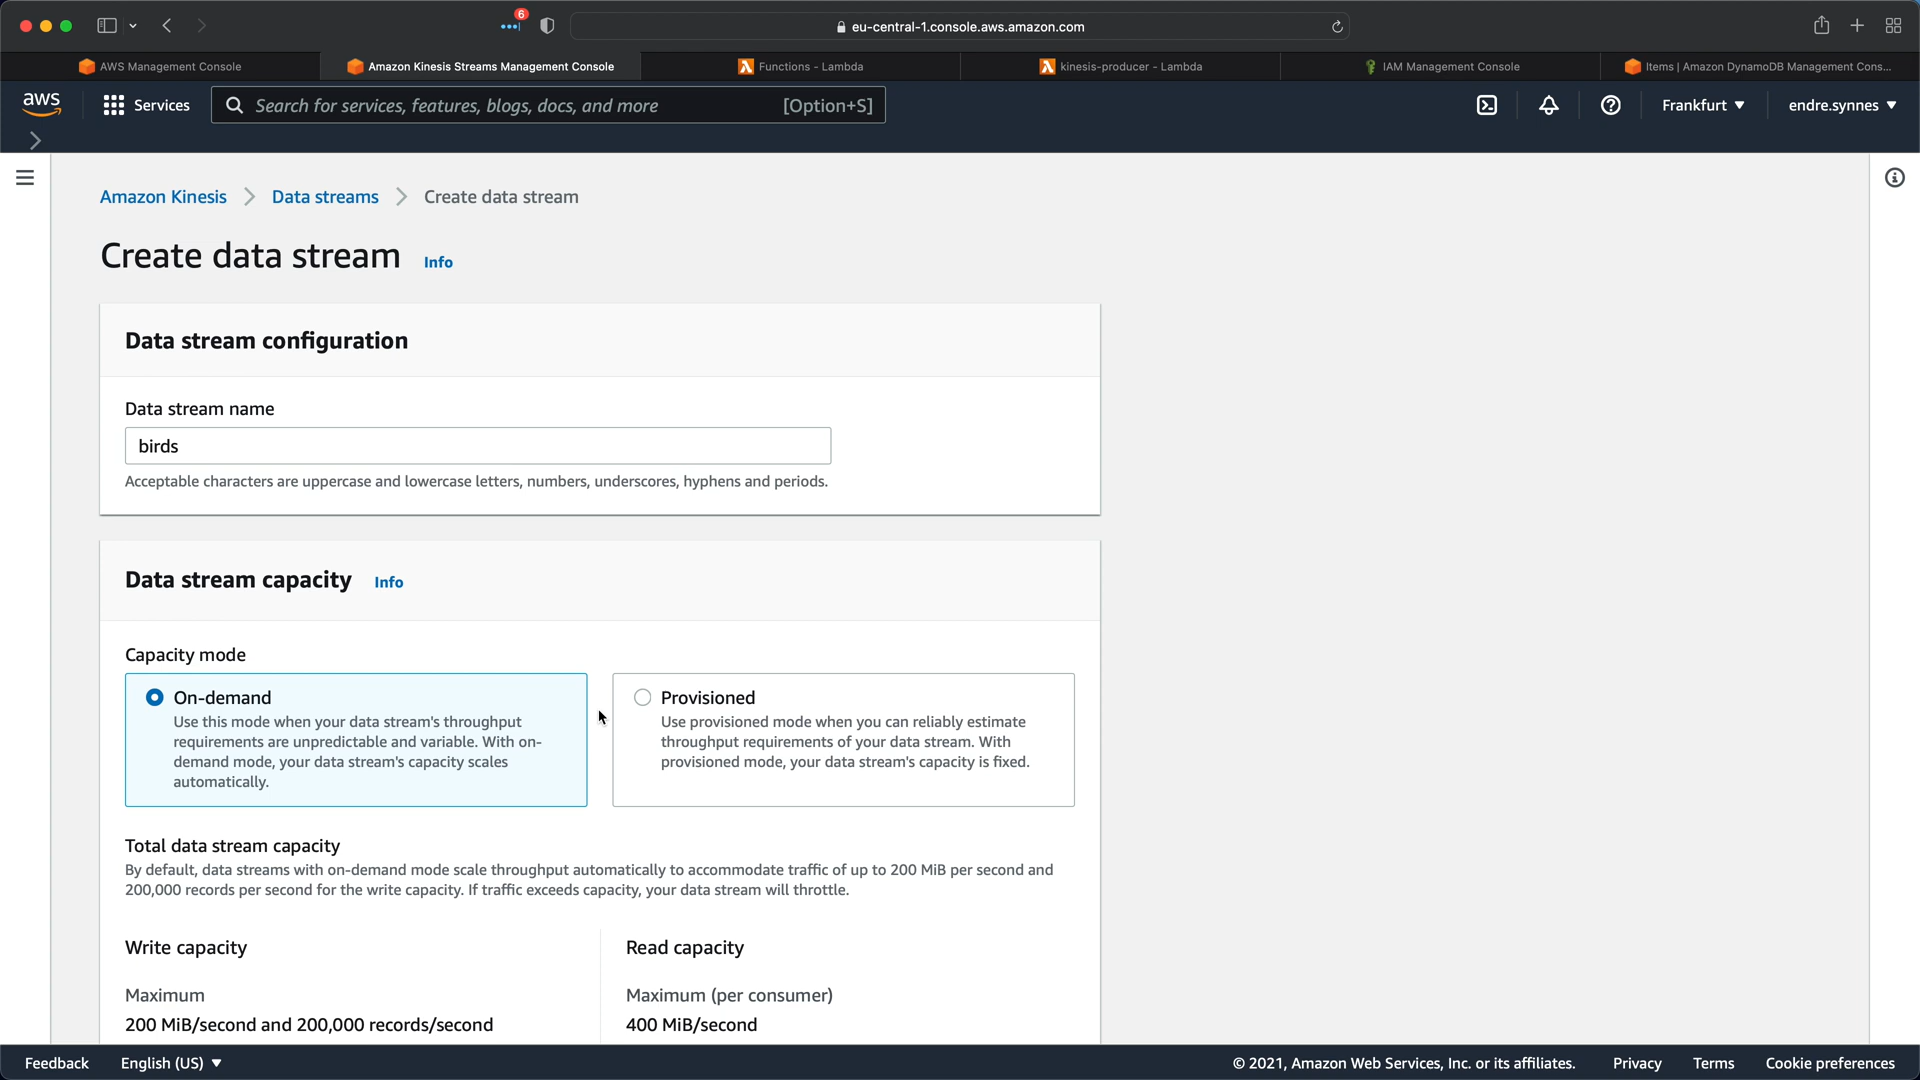 6
eu-central-1.console.aws.amazon.com
AWS Management Console
Amazon Kinesis Streams Management Console
Functions - Lambda
kinesis-producer - Lambda
IAM Management Console
Items | Amazon DynamoDB Management Cons...
aws
Services
Search for services, features, blogs, docs, and more
[Option+S]
Frankfurt
endre.synnes
Amazon Kinesis
Data streams
Create data stream
Create data stream Info
Data stream configuration
Data stream name
birds
Acceptable characters are uppercase and lowercase letters, numbers, underscores, hyphens and periods.
Data stream capacity Info
Capacity mode
On-demand
Use this mode when your data stream's throughput
requirements are unpredictable and variable. With on-
demand mode, your data stream's capacity scales
automatically.
Provisioned
Use provisioned mode when you can reliably estimate
throughput requirements of your data stream. With
provisioned mode, your data stream's capacity is fixed.
Total data stream capacity
By default, data streams with on-demand mode scale throughput automatically to accommodate traffic of up to 200 MiB per second and
200,000 records per second for the write capacity. If traffic exceeds capacity, your data stream will throttle.
Write capacity
Maximum
200 MiB/second and 200,000 records/second
Read capacity
Maximum (per consumer)
400 MiB/second
Feedback
English (US)
© 2021, Amazon Web Services, Inc. or its affiliates.
Privacy
Terms
Cookie preferences